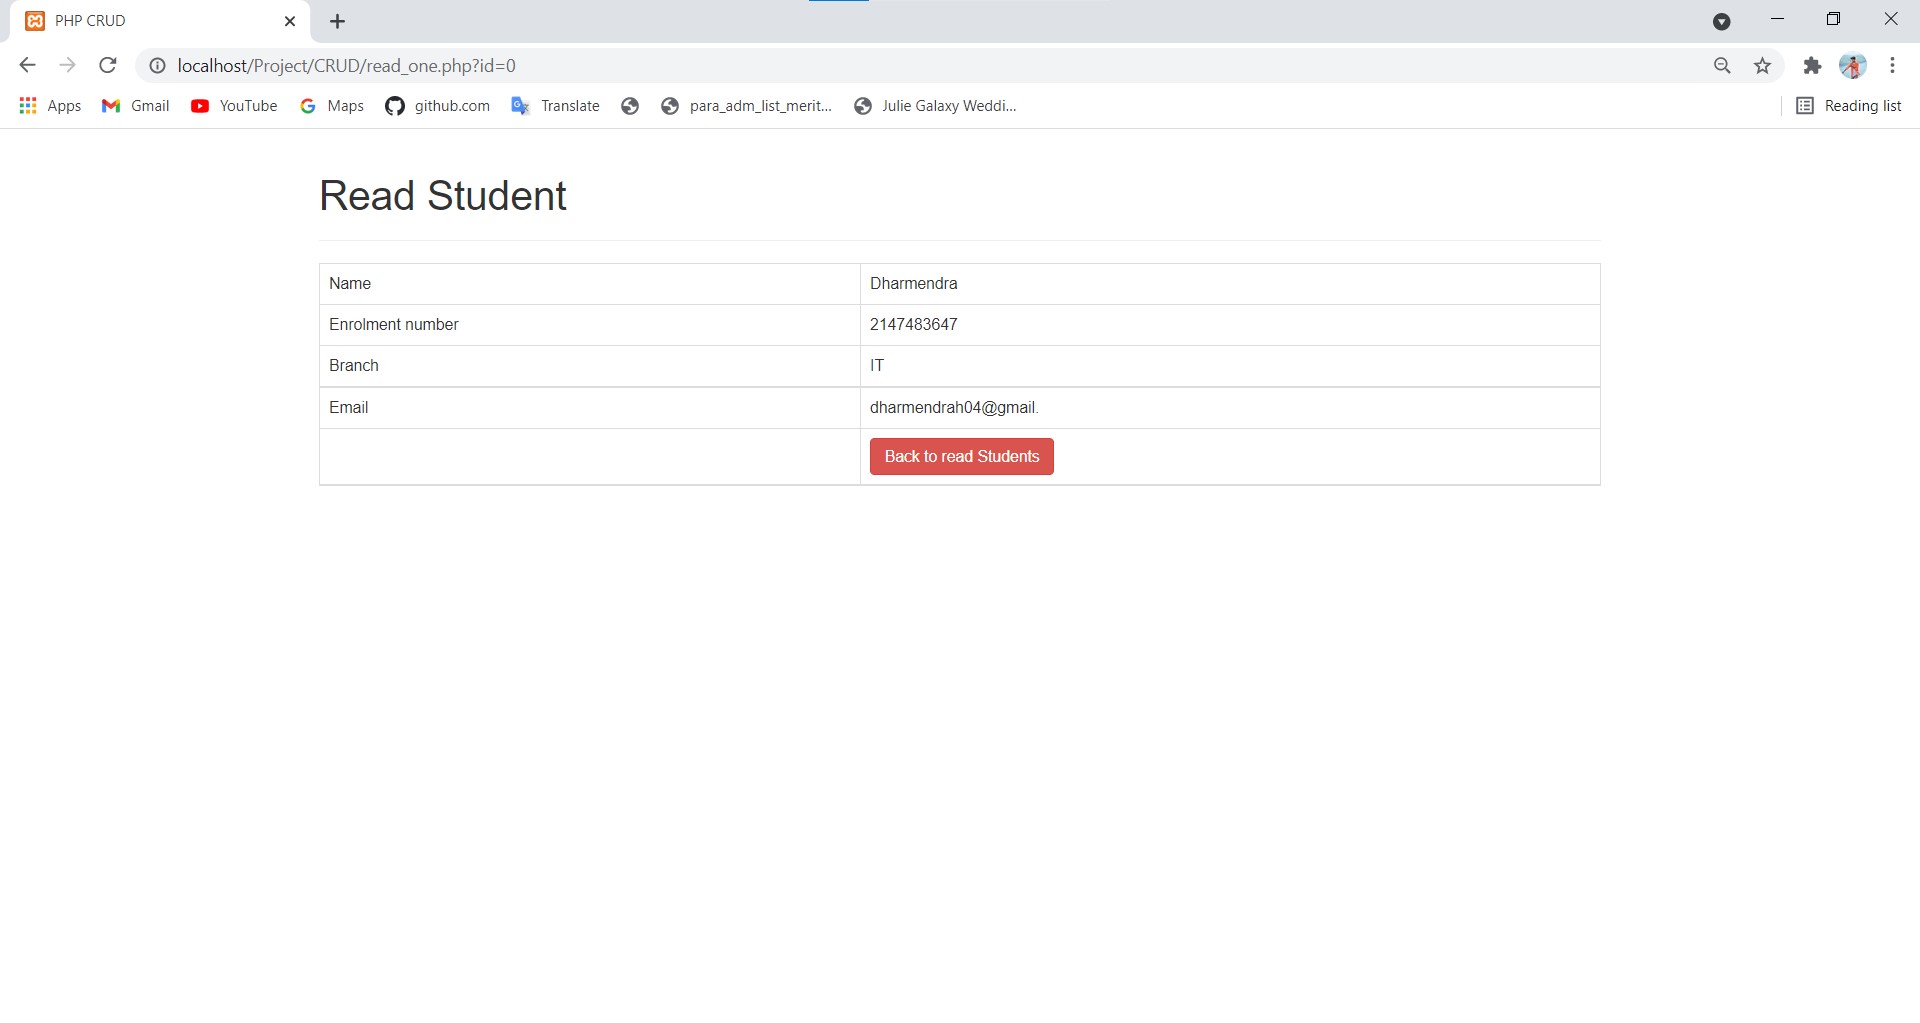 PHP CRUD
localhost/Project/CRUD/read_one.php?id=0
Apps Gmail YouTube Maps github.com Translate para_adm_list_merit... Julie Galaxy Weddi... Reading list
Read Student
Name Dharmendra
Enrolment number 2147483647
Branch IT
Email dharmendrah04@gmail.
Back to read Students